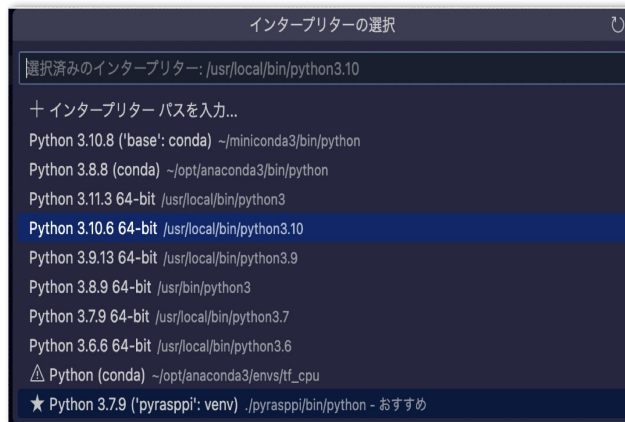 インタープリターの選択
選択済みのインタープリター: /usr/local/bin/python3.10
+ インタープリター パスを入力...
Python 3.10.8 ('base': conda) ~/miniconda3/bin/python
Python 3.8.8 (conda) ~/opt/anaconda3/bin/python
Python 3.11.3 64-bit /usr/local/bin/python3
Python 3.10.6 64-bit /usr/local/bin/python3.10
Python 3.9.13 64-bit /usr/local/bin/python3.9
Python 3.8.9 64-bit /usr/bin/python3
Python 3.7.9 64-bit /usr/local/bin/python3.7
Python 3.6.6 64-bit /usr/local/bin/python3.6
⚠ Python (conda) ~/opt/anaconda3/envs/tf_cpu
★ Python 3.7.9 ('pyrasppi': venv) ./pyrasppi/bin/python - おすすめ